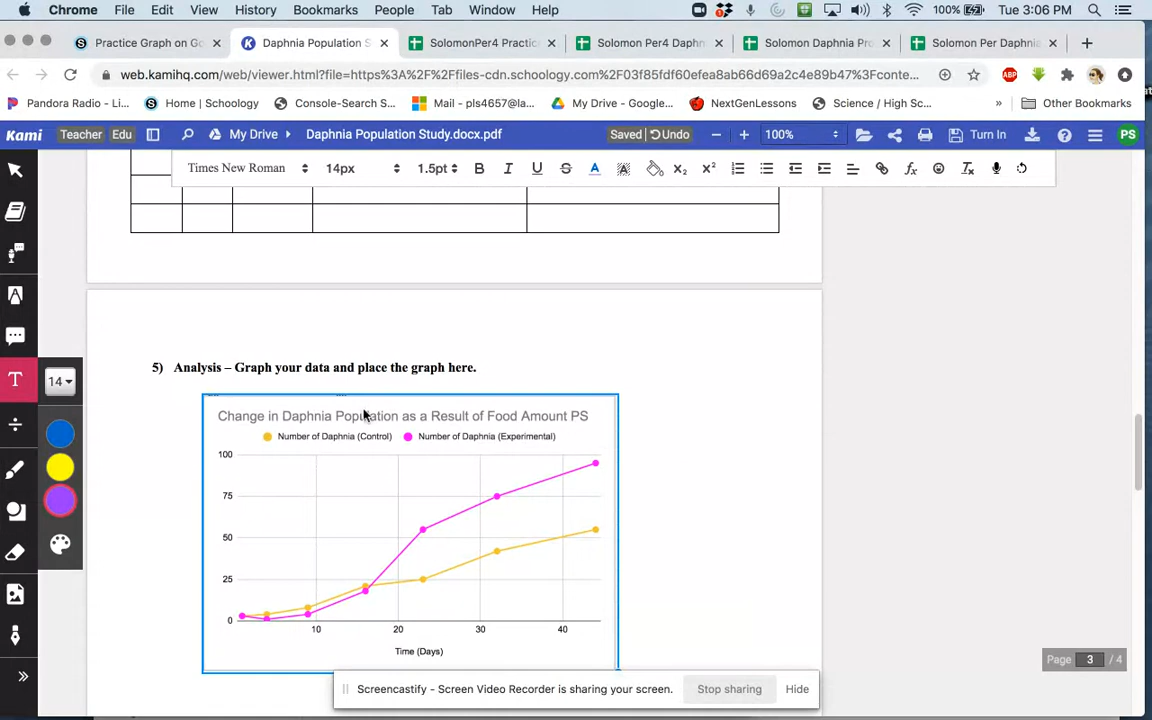 Chrome File Edit View History Bookmarks People Tab Window Help 100% Tue 3:06 PM
Practice Graph on Go Daphnia Population S SolomonPer4 Practic Solomon Per4 Daphn Solomon Daphnia Pro Solomon Per Daphnia
web.kamihq.com/web/viewer.html?file=https%3A%2F%2Ffiles-cdn.schoology.com%2F03f85fdf60efea8ab66d69a2c4e89b47%3Fconte... ABP
Pandora Radio - Li... Home | Schoology Console-Search S... Mail - pls4657@la... My Drive - Google... NextGenLessons Science / High Sc... » Other Bookmarks
Kami Teacher Edu My Drive Daphnia Population Study.docx.pdf Saved Undo 100% Turn In PS
Times New Roman 14px 1.5pt B I U S A
T 14
5) Analysis – Graph your data and place the graph here.
Change in Daphnia Population as a Result of Food Amount PS
Number of Daphnia (Control) Number of Daphnia (Experimental)
100
75
50
25
0
10 20 30 40
Time (Days)
Page 3 / 4
Screencastify - Screen Video Recorder is sharing your screen. Stop sharing Hide